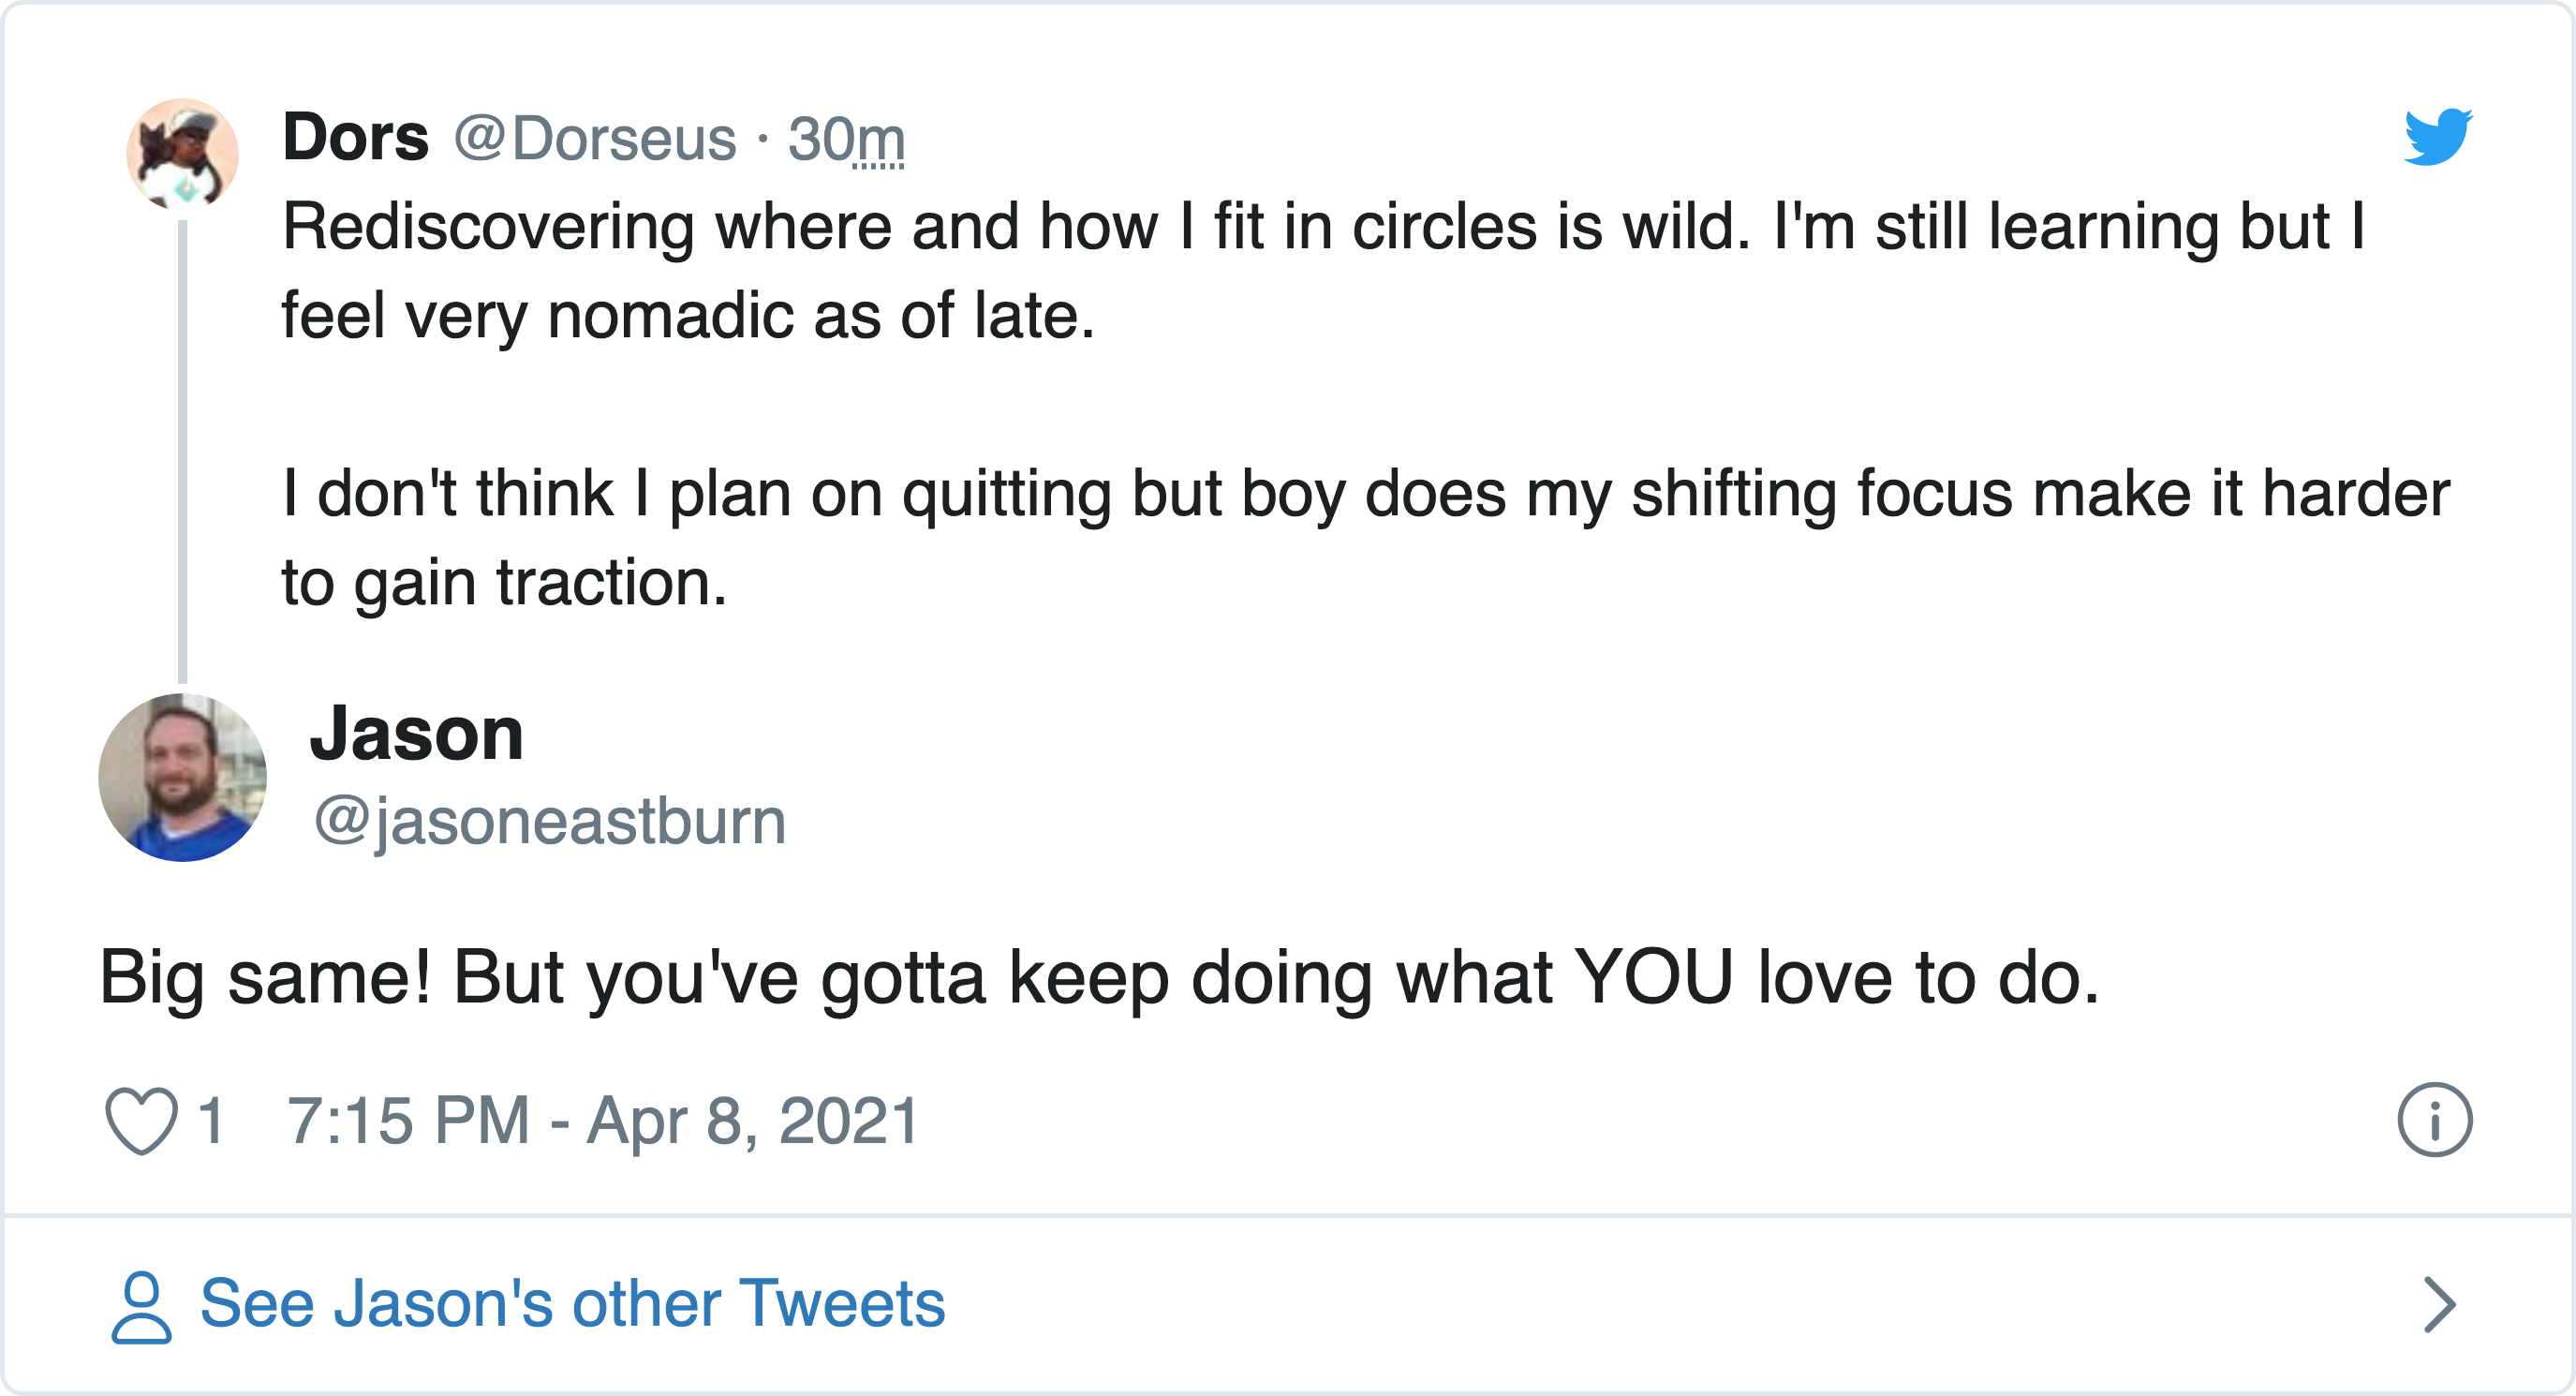 Dors @Dorseus · 30m
Rediscovering where and how I fit in circles is wild. I'm still learning but I
feel very nomadic as of late.
I don't think I plan on quitting but boy does my shifting focus make it harder
to gain traction.
Jason
@jasoneastburn
Big same! But you've gotta keep doing what YOU love to do.
1 7:15 PM - Apr 8, 2021
See Jason's other Tweets